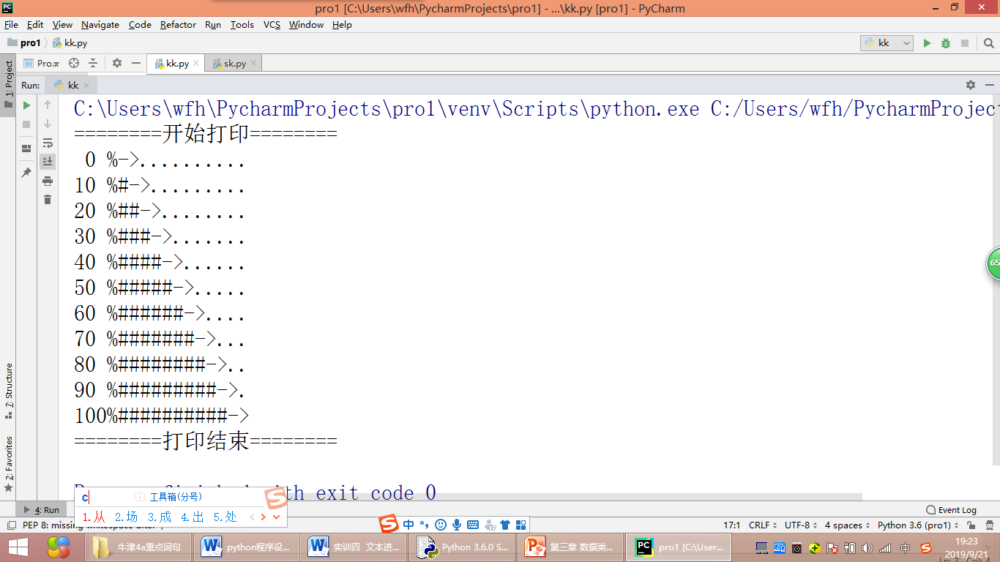 pro1 [C:\Users\wfh\PycharmProjects\pro1] - ...\kk.py [pro1] - PyCharm
File Edit View Navigate Code Refactor Run Tools VCS Window Help
pro1 kk.py kk
1: Project Pro... kk.py sk.py
Run: kk
C:\Users\wfh\PycharmProjects\pro1\venv\Scripts\python.exe C:/Users/wfh/PycharmProject
========开始打印========
 0 %->..........
10 %#->.........
20 %##->........
30 %###->.......
40 %####->......
50 %#####->.....
60 %######->....
70 %#######->...
80 %########->..
90 %#########->.
100%##########->
========打印结束========
exit code 0
65
7: Structure
2: Favorites
c 工具箱(分号)
1.从 2.场 3.成 4.出 5.处
4: Run Event Log
中
PEP 8: missing whitespace after 17:1 CRLF UTF-8 4 spaces Python 3.6 (pro1)
牛津4a重点词句 python程序设... 实训四 文本进... Python 3.6.0 S... 第三章 数据类... pro1 [C:\User...
中 19:23
2019/9/21